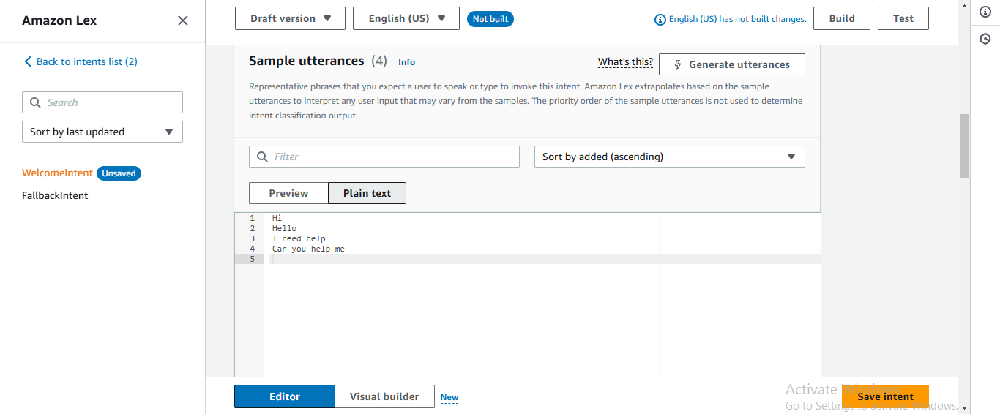 Amazon Lex
Back to intents list (2)
Search
Sort by last updated
WelcomeIntent Unsaved
FallbackIntent
Draft version English (US) Not built English (US) has not built changes. Build Test
Sample utterances (4) Info What's this? Generate utterances
Representative phrases that you expect a user to speak or type to invoke this intent. Amazon Lex extrapolates based on the sample
utterances to interpret any user input that may vary from the samples. The priority order of the sample utterances is not used to determine
intent classification output.
Filter Sort by added (ascending)
Preview Plain text
1 Hi
2 Hello
3 I need help
4 Can you help me
5
Editor Visual builder New Save intent
Activate Windows
Go to Settings to activate Windows.